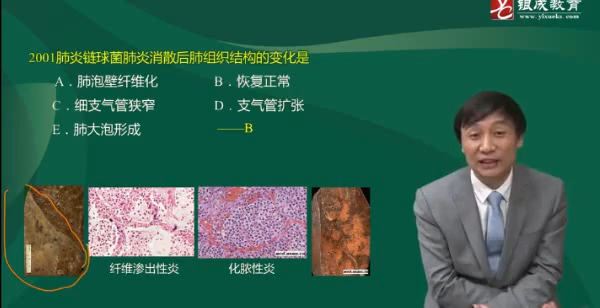 银成教育
www.yixueks.com
2001肺炎链球菌肺炎消散后肺组织结构的变化是
A．肺泡壁纤维化
B．恢复正常
C．细支气管狭窄
D．支气管扩张
E．肺大泡形成
——B
纤维渗出性炎
化脓性炎